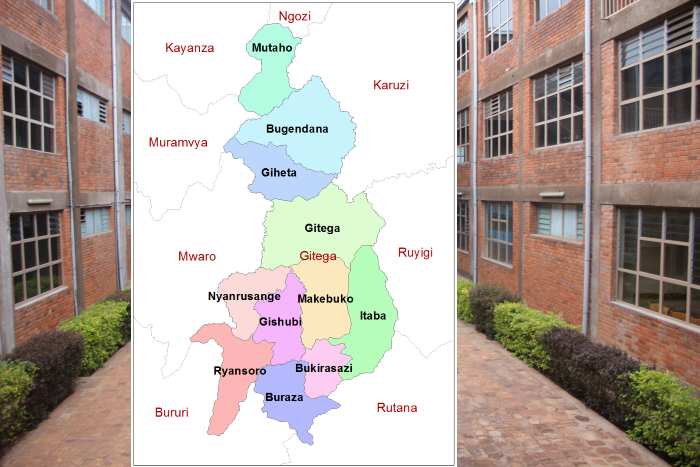 Ngozi
Kayanza
Mutaho
Karuzi
Bugendana
Muramvya
Giheta
Gitega
Mwaro
Gitega
Ruyigi
Nyanrusange
Makebuko
Itaba
Gishubi
Bukirasazi
Ryansoro
Buraza
Bururi
Rutana